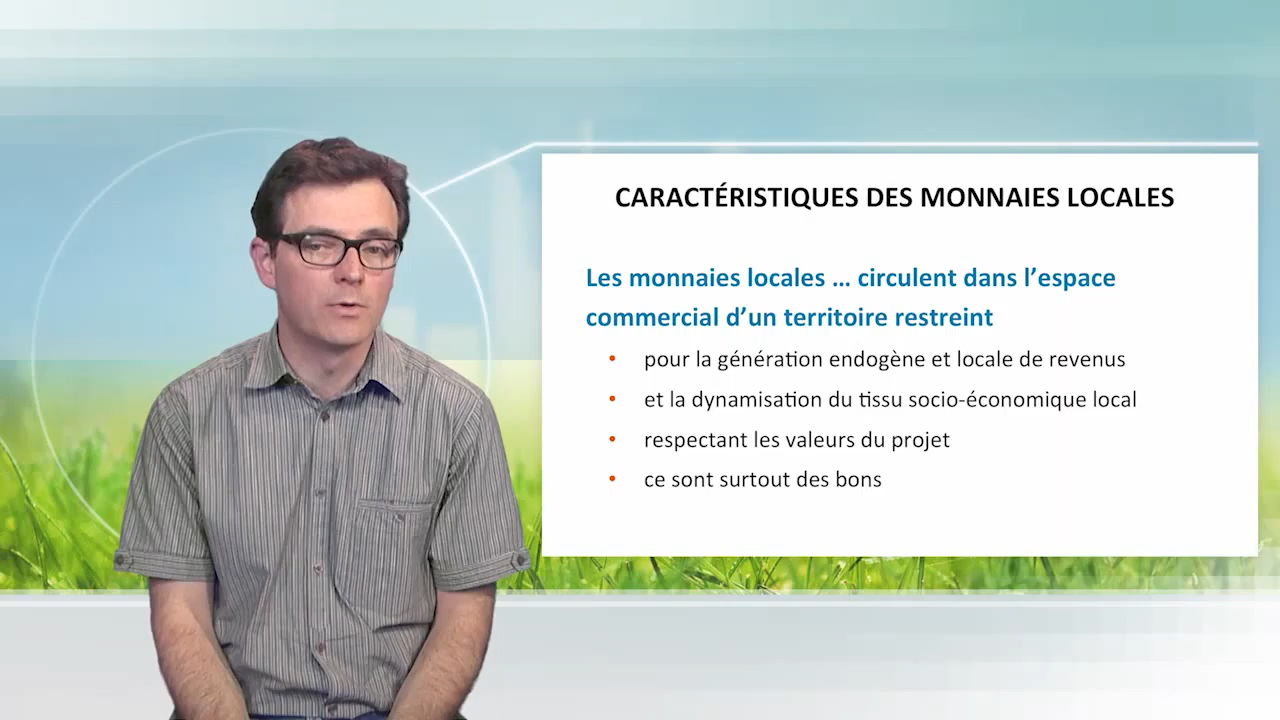 CARACTÉRISTIQUES DES MONNAIES LOCALES
Les monnaies locales ... circulent dans l’espace
commercial d’un territoire restreint
• pour la génération endogène et locale de revenus
• et la dynamisation du tissu socio-économique local
• respectant les valeurs du projet
• ce sont surtout des bons